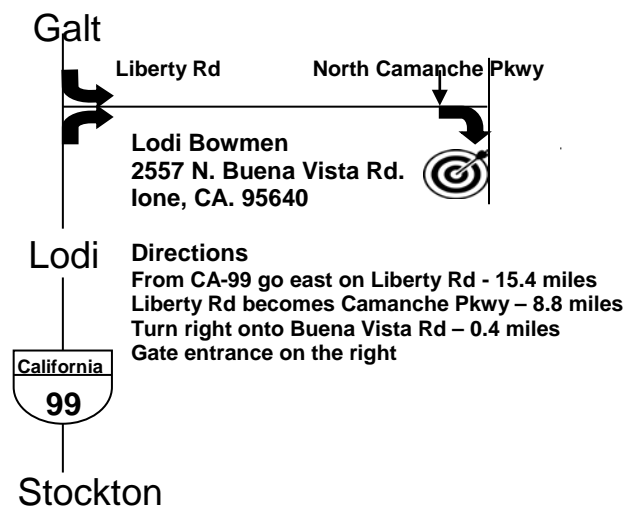 Galt
Liberty Rd
North Camanche Pkwy
Lodi Bowmen
2557 N. Buena Vista Rd.
Ione, CA. 95640
Lodi
Directions
From CA-99 go east on Liberty Rd - 15.4 miles
Liberty Rd becomes Camanche Pkwy – 8.8 miles
Turn right onto Buena Vista Rd – 0.4 miles
Gate entrance on the right
California
99
Stockton